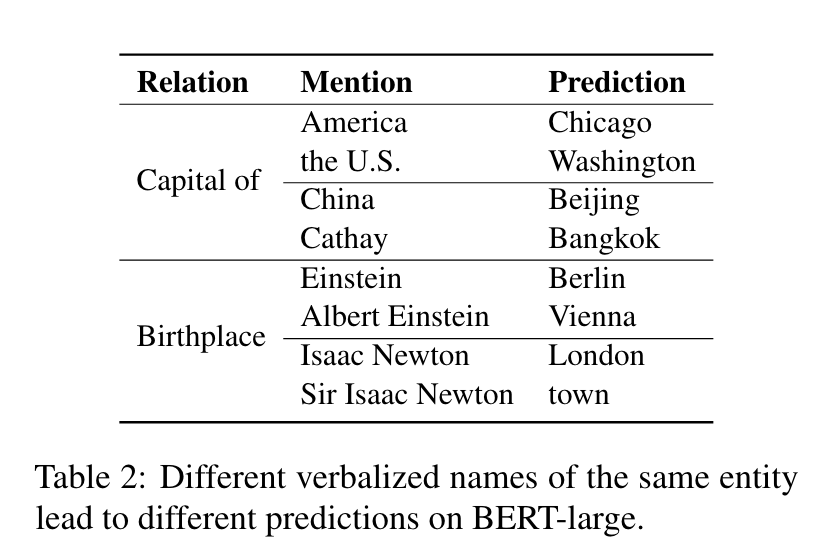 Relation Mention Prediction
America Chicago
the U.S. Washington
Capital of
China Beijing
Cathay Bangkok
Einstein Berlin
Albert Einstein Vienna
Birthplace
Isaac Newton London
Sir Isaac Newton town
Table 2: Different verbalized names of the same entity
lead to different predictions on BERT-large.